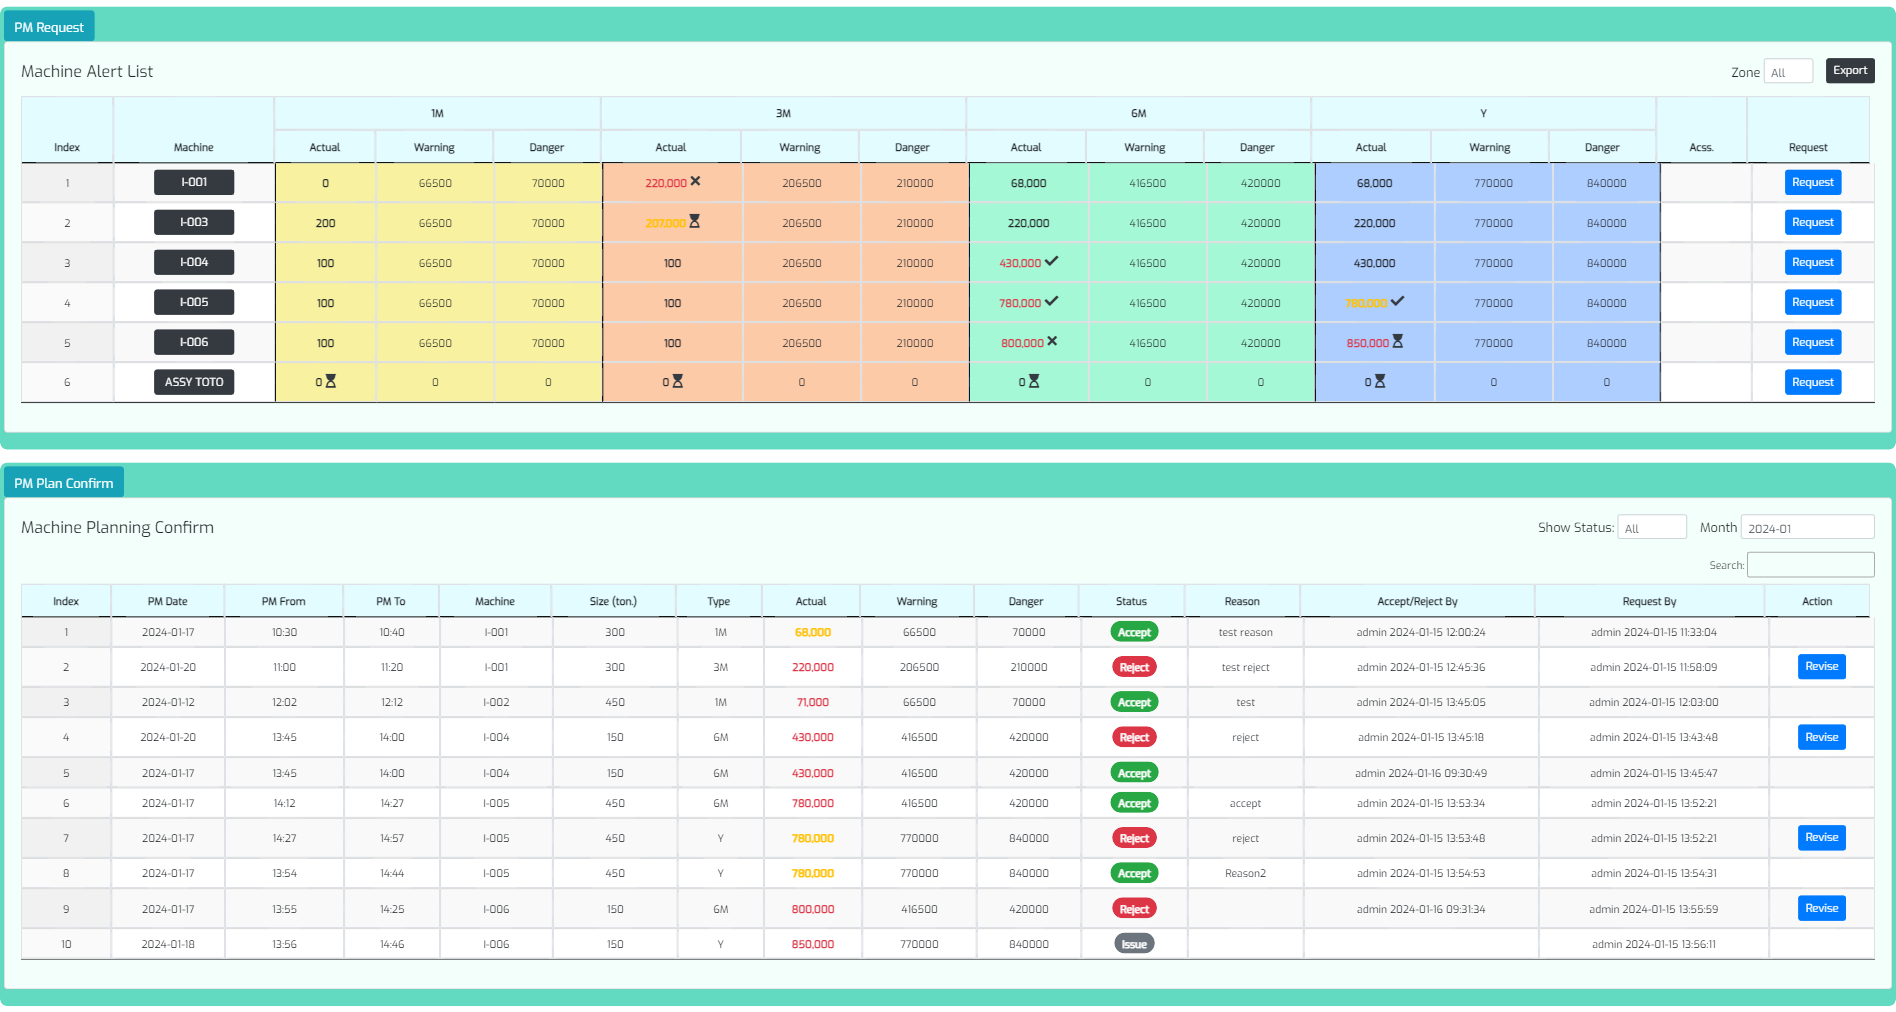 PM Request
Machine Alert List
Zone All Export
1M 3M 6M Y
Index Machine Actual Warning Danger Actual Warning Danger Actual Warning Danger Actual Warning Danger Acss. Request
1 I-001 0 66500 70000 220,000 206500 210000 68,000 416500 420000 68,000 770000 840000 Request
2 I-003 200 66500 70000 207,000 206500 210000 220,000 416500 420000 220,000 770000 840000 Request
3 I-004 100 66500 70000 100 206500 210000 430,000 416500 420000 430,000 770000 840000 Request
4 I-005 100 66500 70000 100 206500 210000 780,000 416500 420000 780,000 770000 840000 Request
5 I-006 100 66500 70000 100 206500 210000 800,000 416500 420000 850,000 770000 840000 Request
6 ASSY TOTO 0 0 0 0 0 0 0 0 0 0 0 0 Request
PM Plan Confirm
Machine Planning Confirm
Show Status: All Month 2024-01
Search:
Index PM Date PM From PM To Machine Size (ton.) Type Actual Warning Danger Status Reason Accept/Reject By Request By Action
1 2024-01-17 10:30 10:40 I-001 300 1M 68,000 66500 70000 Accept test reason admin 2024-01-15 12:00:24 admin 2024-01-15 11:33:04
2 2024-01-20 11:00 11:20 I-001 300 3M 220,000 206500 210000 Reject test reject admin 2024-01-15 12:45:36 admin 2024-01-15 11:58:09 Revise
3 2024-01-12 12:02 12:12 I-002 450 1M 71,000 66500 70000 Accept test admin 2024-01-15 13:45:05 admin 2024-01-15 12:03:00
4 2024-01-20 13:45 14:00 I-004 150 6M 430,000 416500 420000 Reject reject admin 2024-01-15 13:45:18 admin 2024-01-15 13:43:48 Revise
5 2024-01-17 13:45 14:00 I-004 150 6M 430,000 416500 420000 Accept admin 2024-01-16 09:30:49 admin 2024-01-15 13:45:47
6 2024-01-17 14:12 14:27 I-005 450 6M 780,000 416500 420000 Accept accept admin 2024-01-15 13:53:34 admin 2024-01-15 13:52:21
7 2024-01-17 14:27 14:57 I-005 450 Y 780,000 770000 840000 Reject reject admin 2024-01-15 13:53:48 admin 2024-01-15 13:52:21 Revise
8 2024-01-17 13:54 14:44 I-005 450 Y 780,000 770000 840000 Accept Reason2 admin 2024-01-15 13:54:53 admin 2024-01-15 13:54:31
9 2024-01-17 13:55 14:25 I-006 150 6M 800,000 416500 420000 Reject admin 2024-01-16 09:31:34 admin 2024-01-15 13:55:59 Revise
10 2024-01-18 13:56 14:46 I-006 150 Y 850,000 770000 840000 Issue admin 2024-01-15 13:56:11